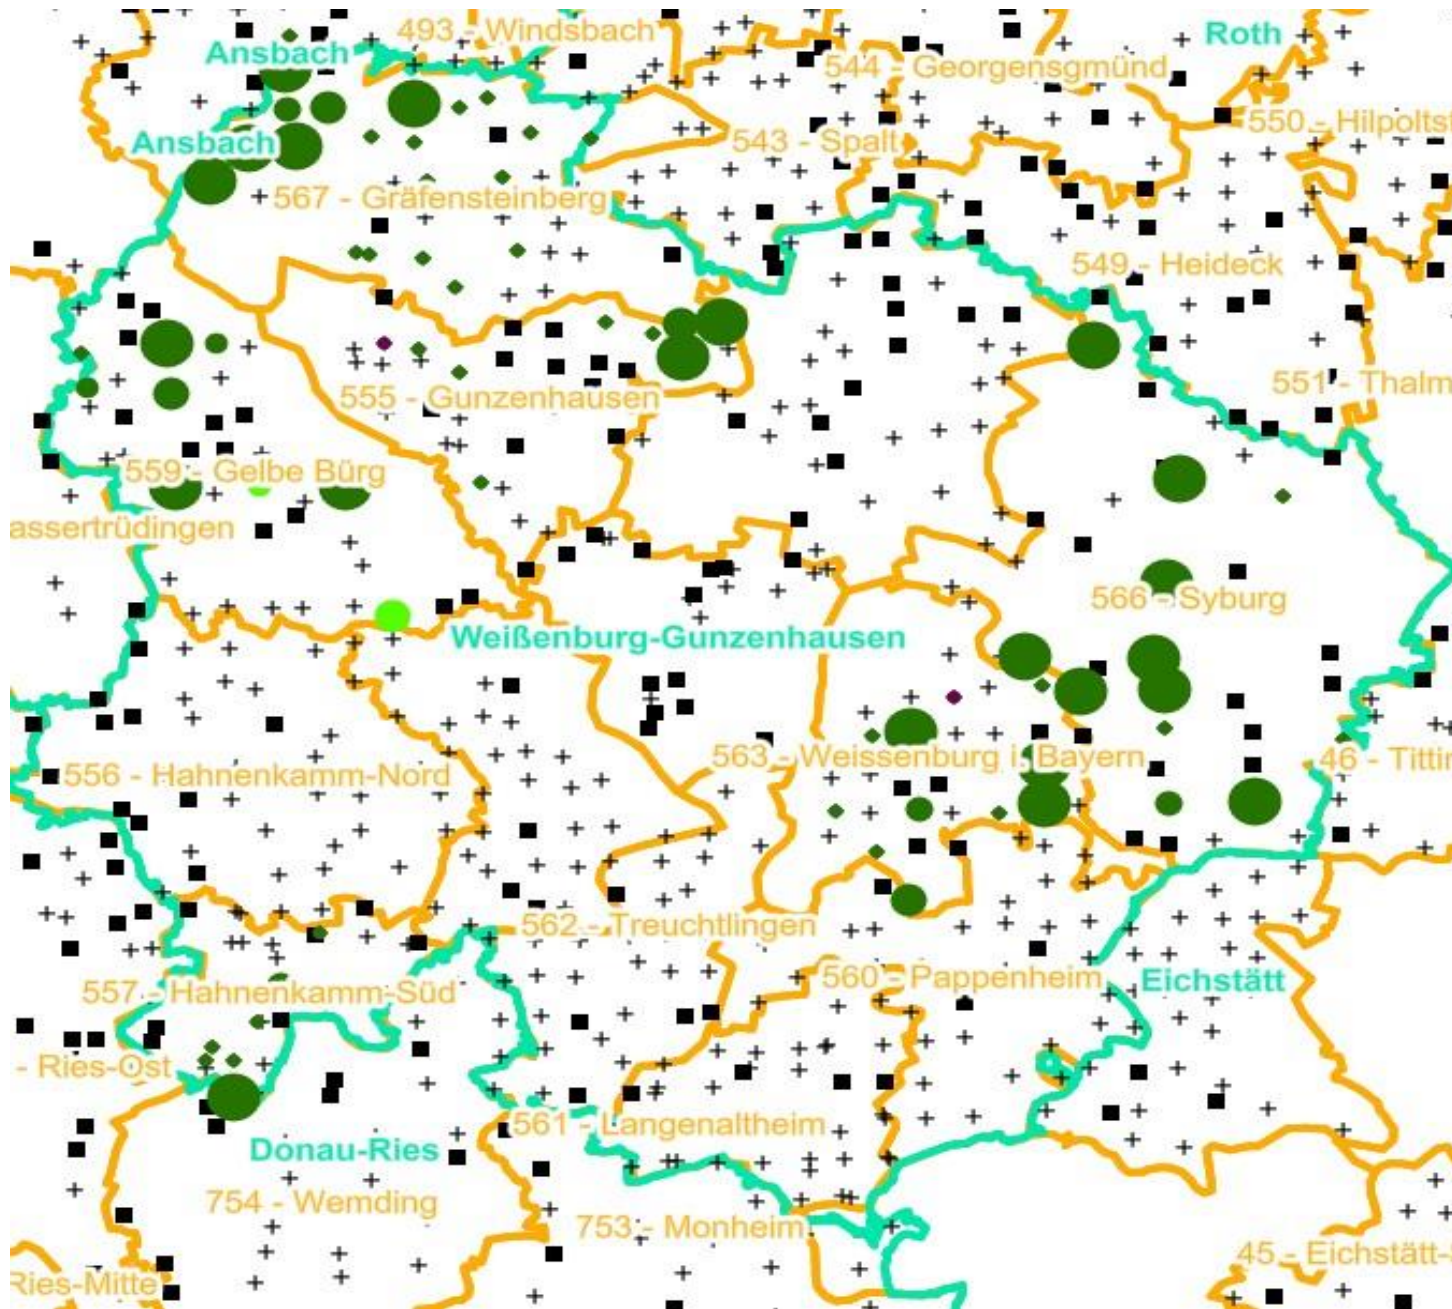 493 - Windsbach
Roth
Ansbach
544 - Georgensgmünd
550 - Hilpoltst
Ansbach
543 - Spalt
567 - Gräfensteinberg
549 - Heideck
551 - Thalm
555 - Gunzenhausen
559 - Gelbe Bürg
assertrüdingen
566 - Syburg
Weißenburg-Gunzenhausen
563 - Weissenburg i. Bayern
46 - Tittin
556 - Hahnenkamm-Nord
562 - Treuchtlingen
560 - Pappenheim
Eichstätt
557 - Hahnenkamm-Süd
- Ries-Ost
561 - Langenaltheim
Donau-Ries
754 - Wemding
753 - Monheim
45 - Eichstätt-
Ries-Mitte